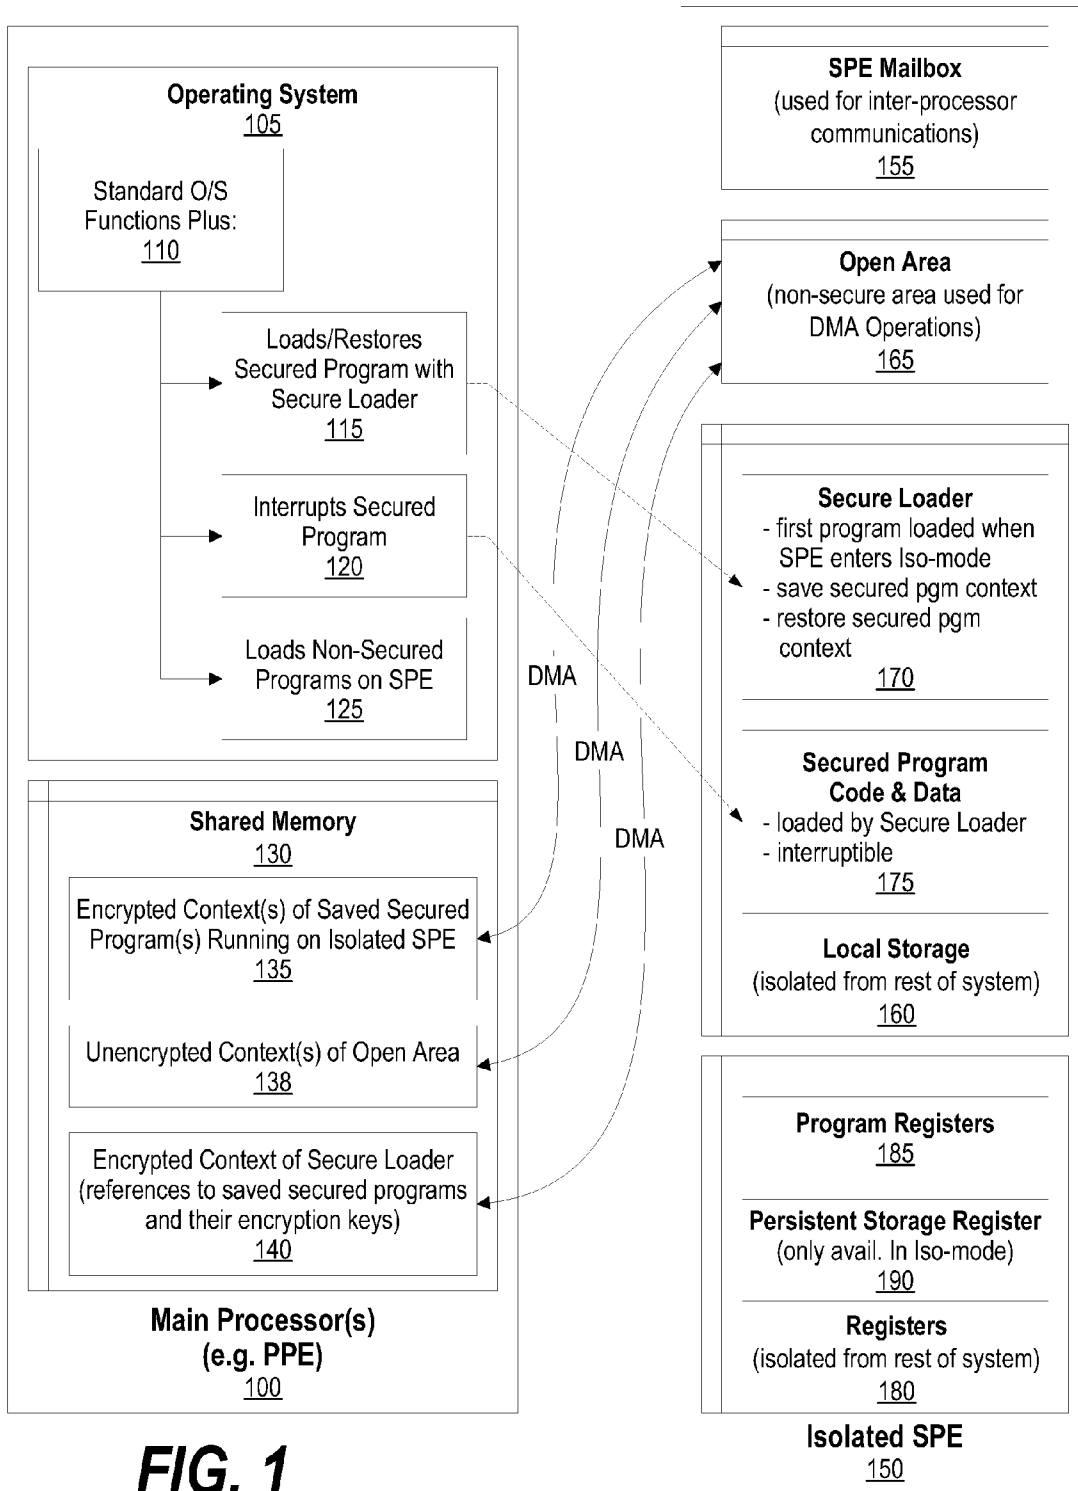 Operating System
105
Standard O/S
Functions Plus:
110
Loads/Restores
Secured Program with
Secure Loader
115
Interrupts Secured
Program
120
Loads Non-Secured
Programs on SPE
125
Shared Memory
130
Encrypted Context(s) of Saved Secured
Program(s) Running on Isolated SPE
135
Unencrypted Context(s) of Open Area
138
Encrypted Context of Secure Loader
(references to saved secured programs
and their encryption keys)
140
Main Processor(s)
(e.g. PPE)
100
DMA
DMA
DMA
SPE Mailbox
(used for inter-processor
communications)
155
Open Area
(non-secure area used for
DMA Operations)
165
Secure Loader
- first program loaded when
SPE enters Iso-mode
- save secured pgm context
- restore secured pgm
context
170
Secured Program
Code & Data
- loaded by Secure Loader
- interruptible
175
Local Storage
(isolated from rest of system)
160
Program Registers
185
Persistent Storage Register
(only avail. In Iso-mode)
190
Registers
(isolated from rest of system)
180
Isolated SPE
150
FIG. 1